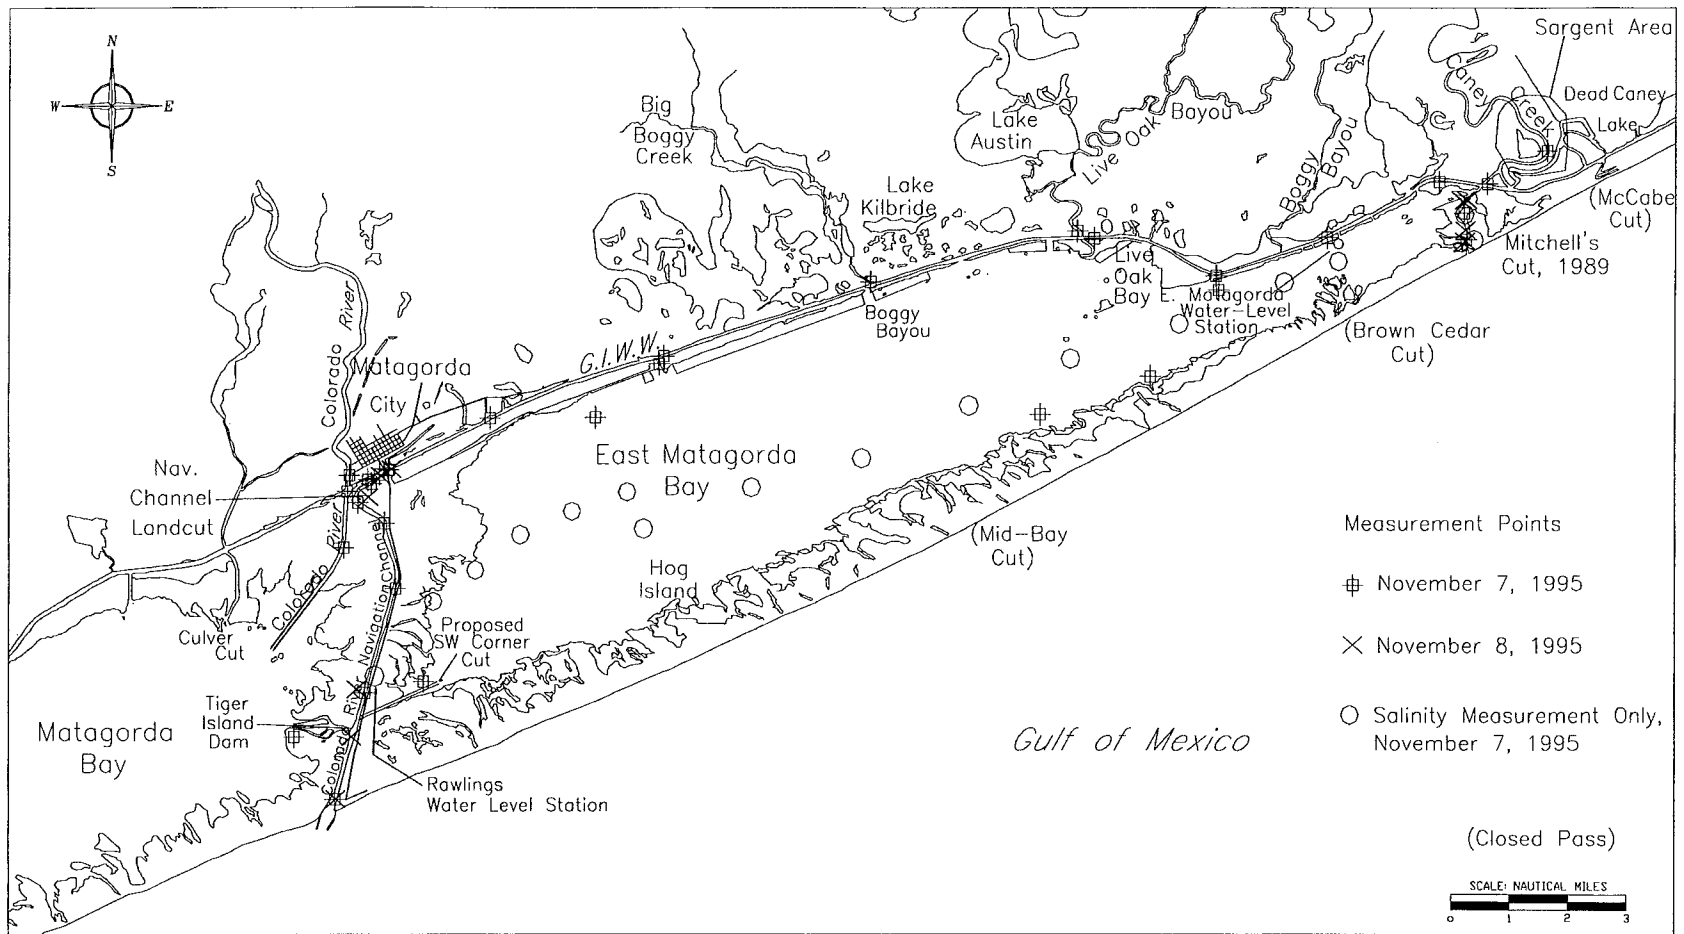 N
W
E
S
Sargent Area
Dead Caney
Lake
Caney
Creek
(McCabe
Cut)
Mitchell's
Cut, 1989
Big
Boggy
Creek
Lake
Austin
Live Oak
Bayou
Boggy
Bayou
Lake
Kilbride
Live
Oak
Bay
E. Matagorda
Water-Level
Station
Boggy
Bayou
(Brown Cedar
Cut)
G.I.W.W.
Colorado River
Matagorda
City
East Matagorda
Bay
Nav.
Channel
Landcut
(Mid-Bay
Cut)
Hog
Island
Colorado River
Navigation Channel
Culver
Cut
Proposed
SW Corner
Cut
Tiger
Island
Dam
Colorado River
Matagorda
Bay
Rawlings
Water Level Station
Gulf of Mexico
Measurement Points
November 7, 1995
November 8, 1995
Salinity Measurement Only,
November 7, 1995
(Closed Pass)
SCALE: NAUTICAL MILES
0 1 2 3